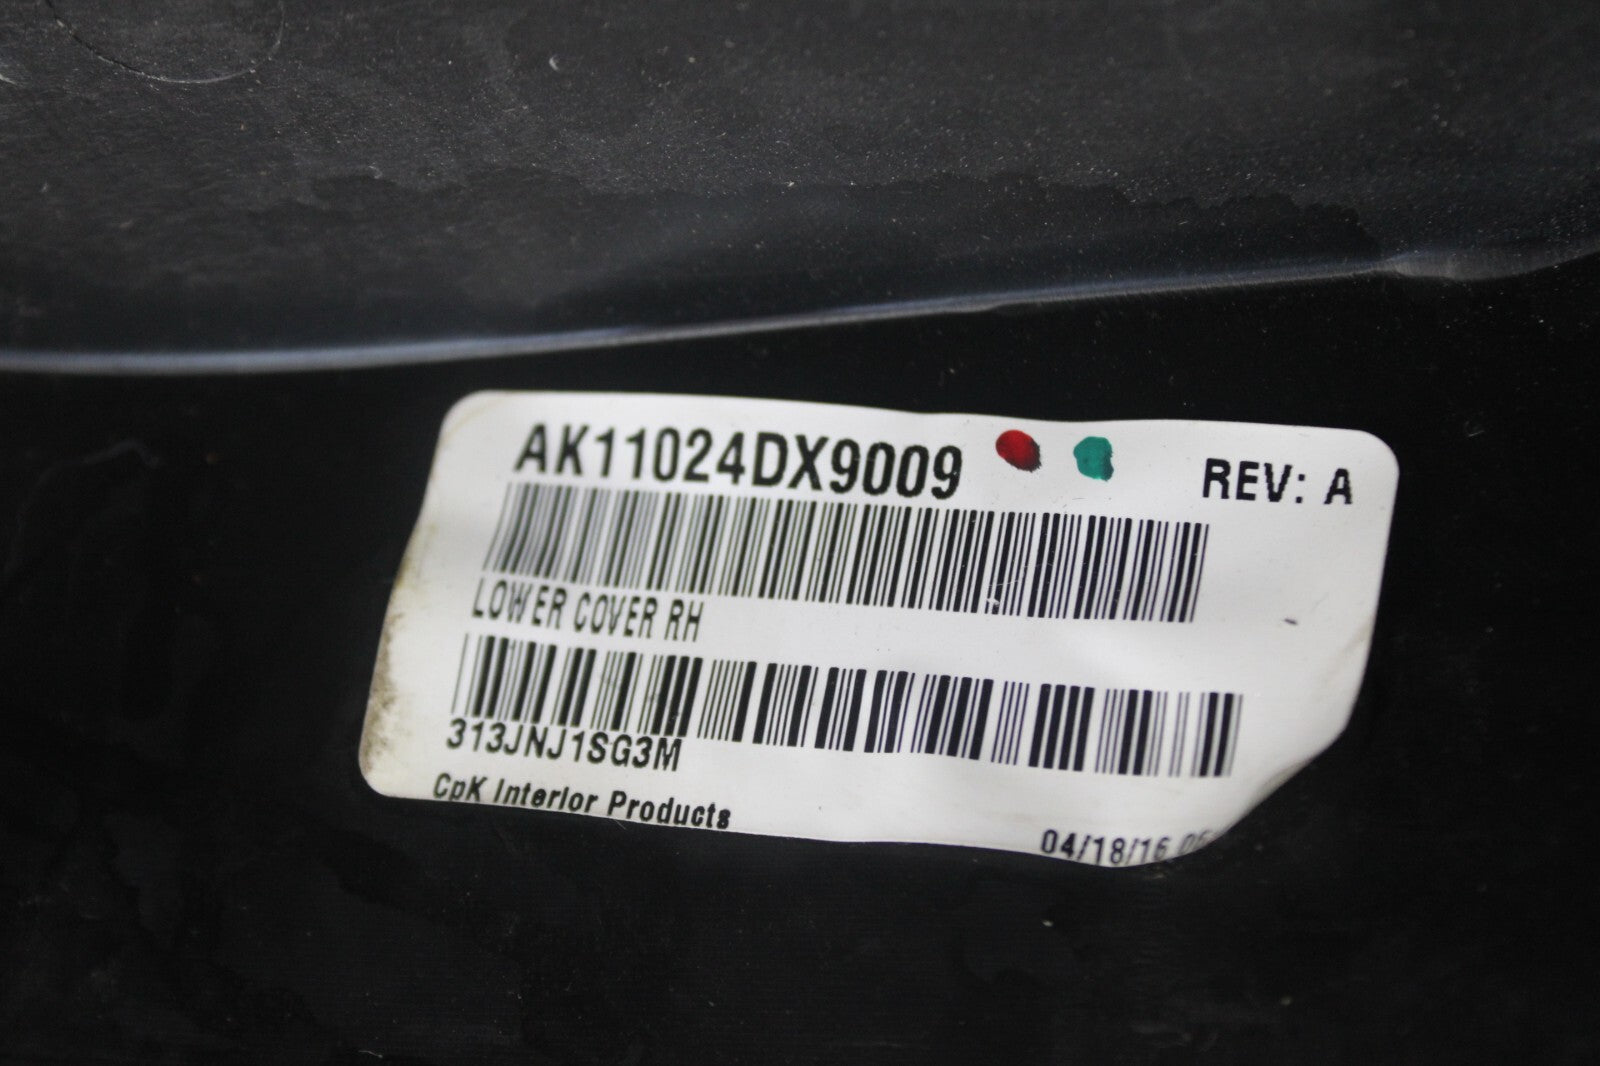 AK11024DX9009 REV: A
LOWER COVER RH
313JNJ1SG3M
CpK Interior Products
04/18/16